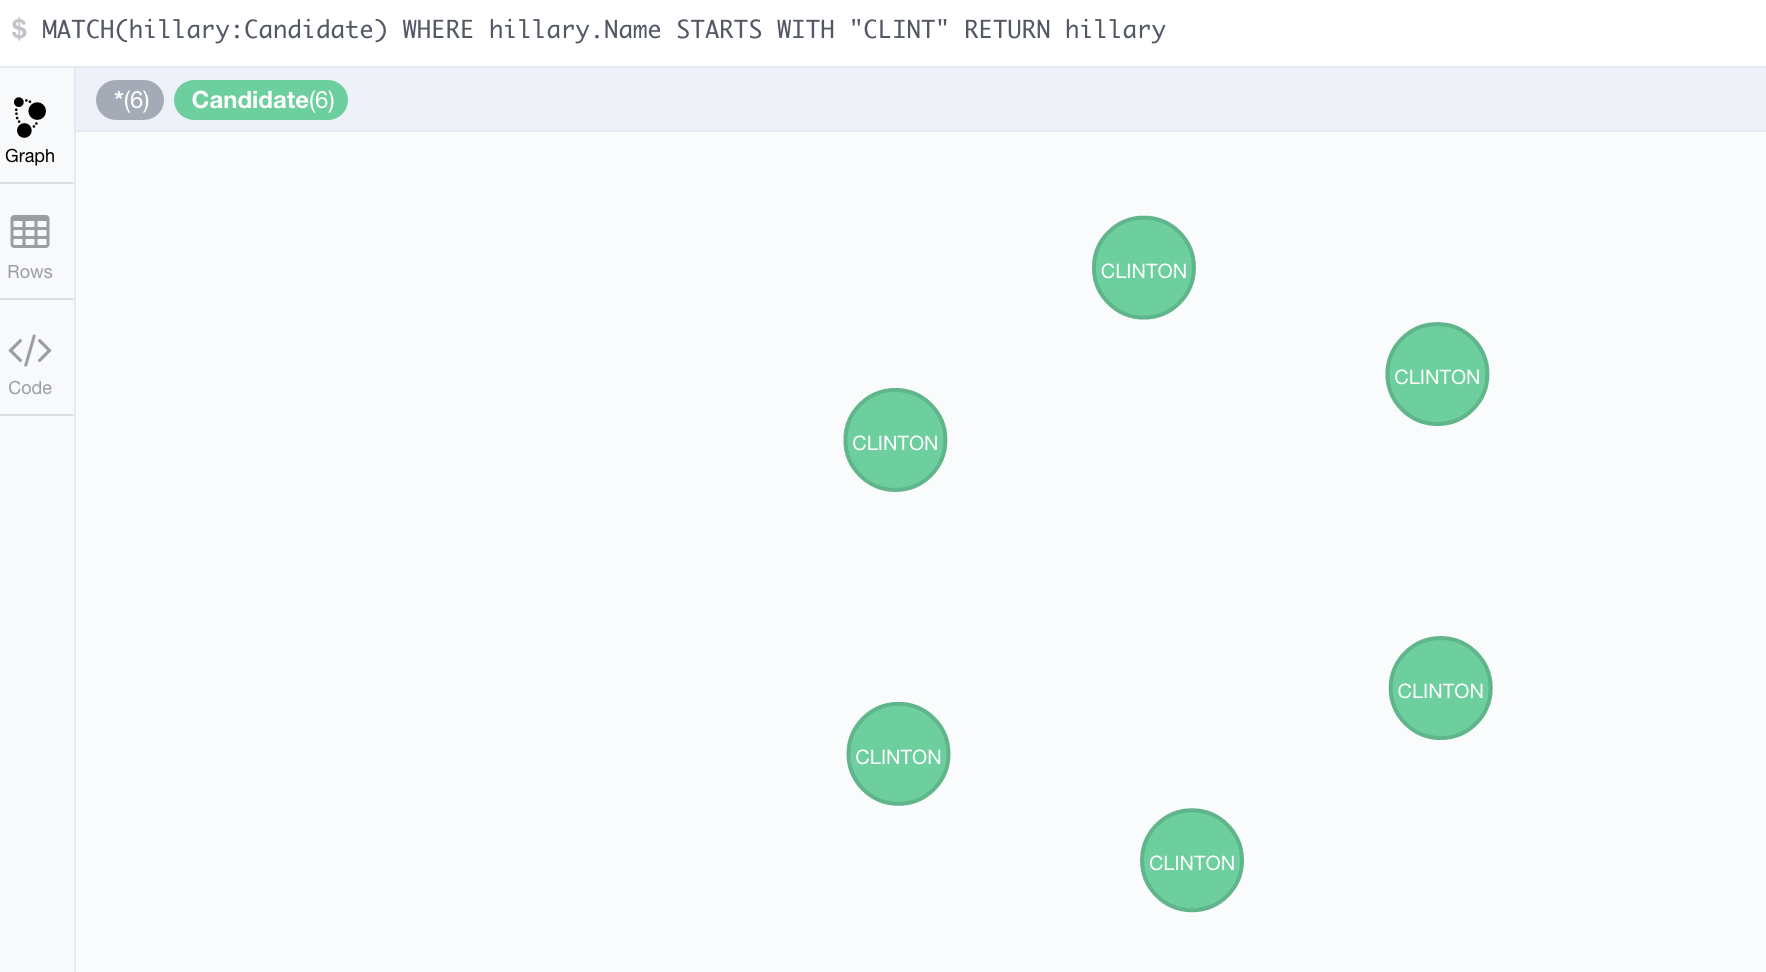 $ MATCH(hillary:Candidate) WHERE hillary.Name STARTS WITH "CLINT" RETURN hillary
*(6) Candidate(6)
Graph
Rows
Code
CLINTON
CLINTON
CLINTON
CLINTON
CLINTON
CLINTON